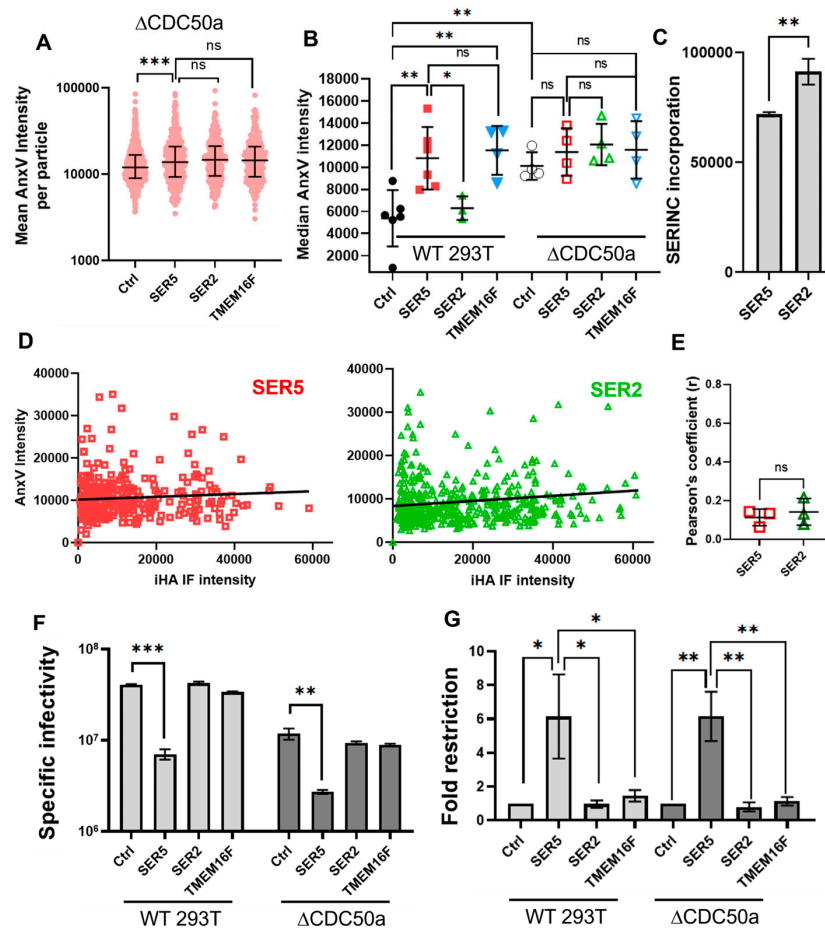 A
ΔCDC50a
ns
***
ns
Mean AnxV Intensity
per particle
100000
10000
1000
Ctrl
SER5
SER2
TMEM16F
B
**
**
ns
ns
ns
**
*
ns
ns
ns
Median AnxV Intensity
18000
16000
14000
12000
10000
8000
6000
4000
2000
0
WT 293T
ΔCDC50a
Ctrl
SER5
SER2
TMEM16F
Ctrl
SER5
SER2
TMEM16F
C
**
SERINC incorporation
100000
50000
0
SER5
SER2
D
SER5
AnxV intensity
40000
30000
20000
10000
0
0
20000
40000
60000
iHA IF intensity
SER2
40000
30000
20000
10000
0
0
20000
40000
60000
iHA IF intensity
E
Pearson's coefficient (r)
0.8
0.6
0.4
0.2
0.0
ns
SER5
SER2
F
Specific infectivity
10⁸
10⁷
10⁶
***
**
Ctrl
SER5
SER2
TMEM16F
Ctrl
SER5
SER2
TMEM16F
WT 293T
ΔCDC50a
G
Fold restriction
10
8
6
4
2
0
*
*
*
**
**
**
Ctrl
SER5
SER2
TMEM16F
Ctrl
SER5
SER2
TMEM16F
WT 293T
ΔCDC50a